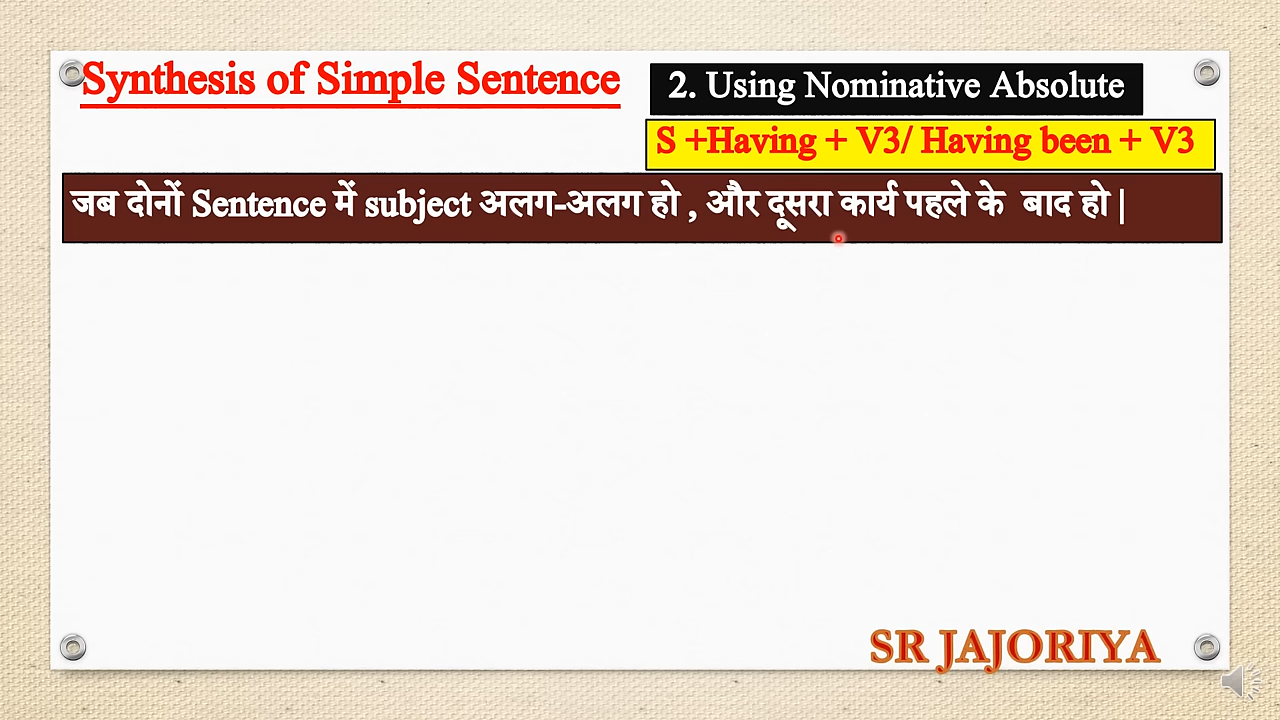 Synthesis of Simple Sentence
2. Using Nominative Absolute
S +Having + V3/ Having been + V3
जब दोनों Sentence में subject अलग-अलग हो , और दूसरा कार्य पहले के बाद हो |
SR JAJORIYA